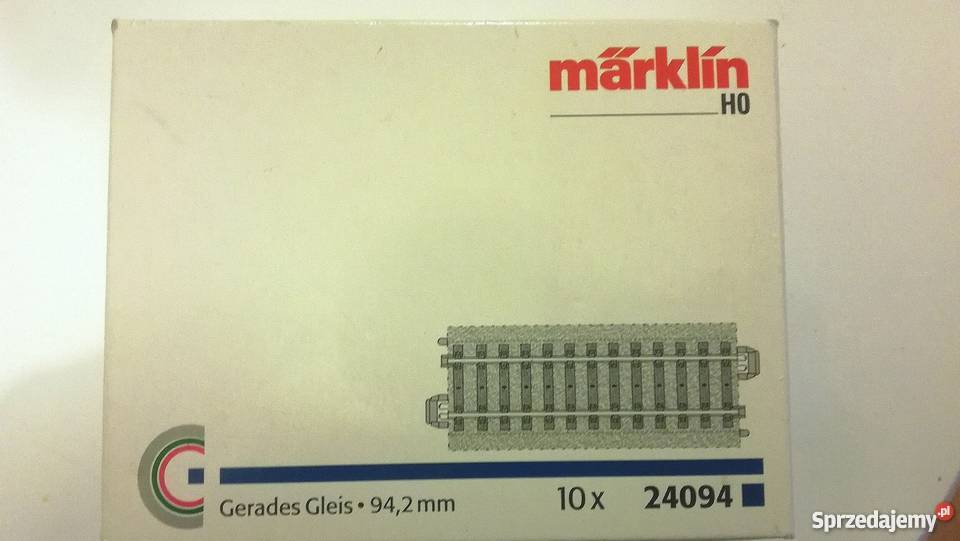 märklin
H0
Gerades Gleis • 94,2 mm
10 x 24094
Sprzedajemy.pl